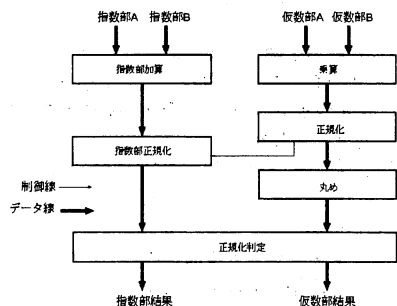 指数部A 指数部B 仮数部A 仮数部B
指数部加算 乗算
正規化
指数部正規化
制御線
丸め
データ線
正規化判定
指数部結果 仮数部結果